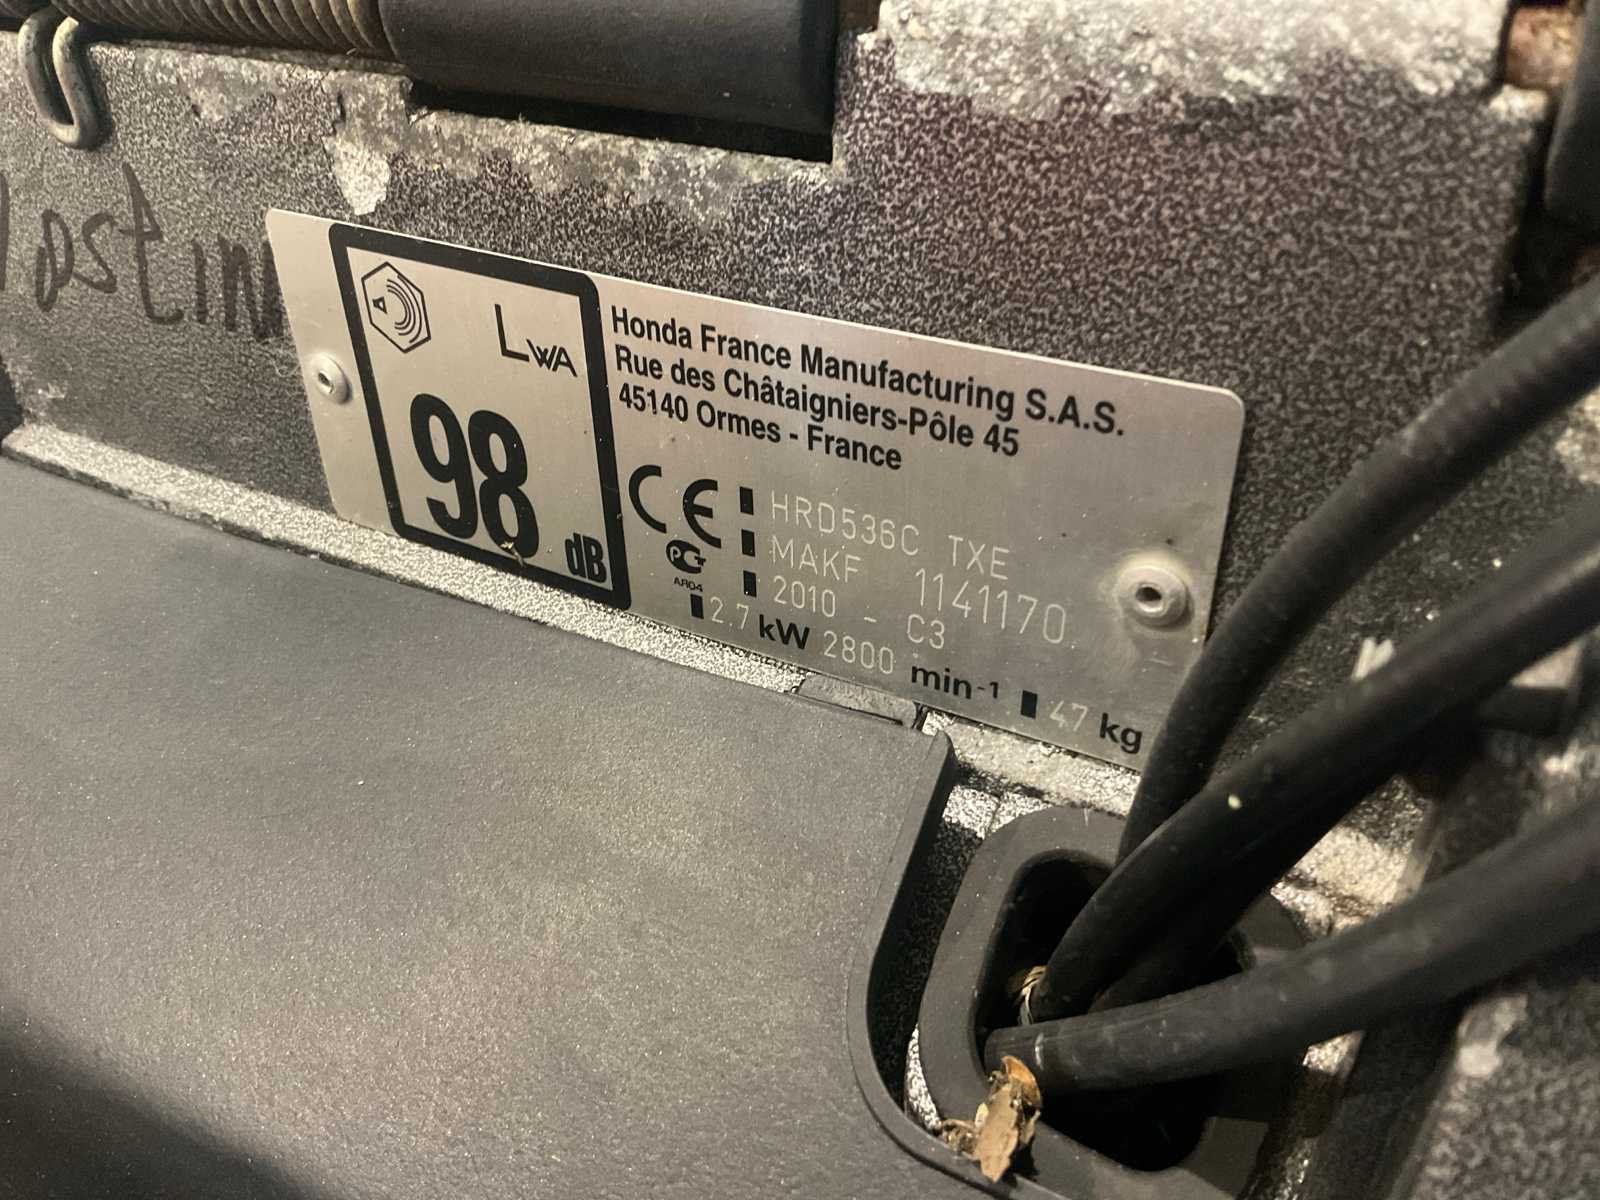 LWA
98
dB
Honda France Manufacturing S.A.S.
Rue des Châtaigniers-Pôle 45
45140 Ormes - France
CE
HRD536C TXE
MAKF 1141170
2010 - C3
2.7 kW 2800 min-1 47 kg